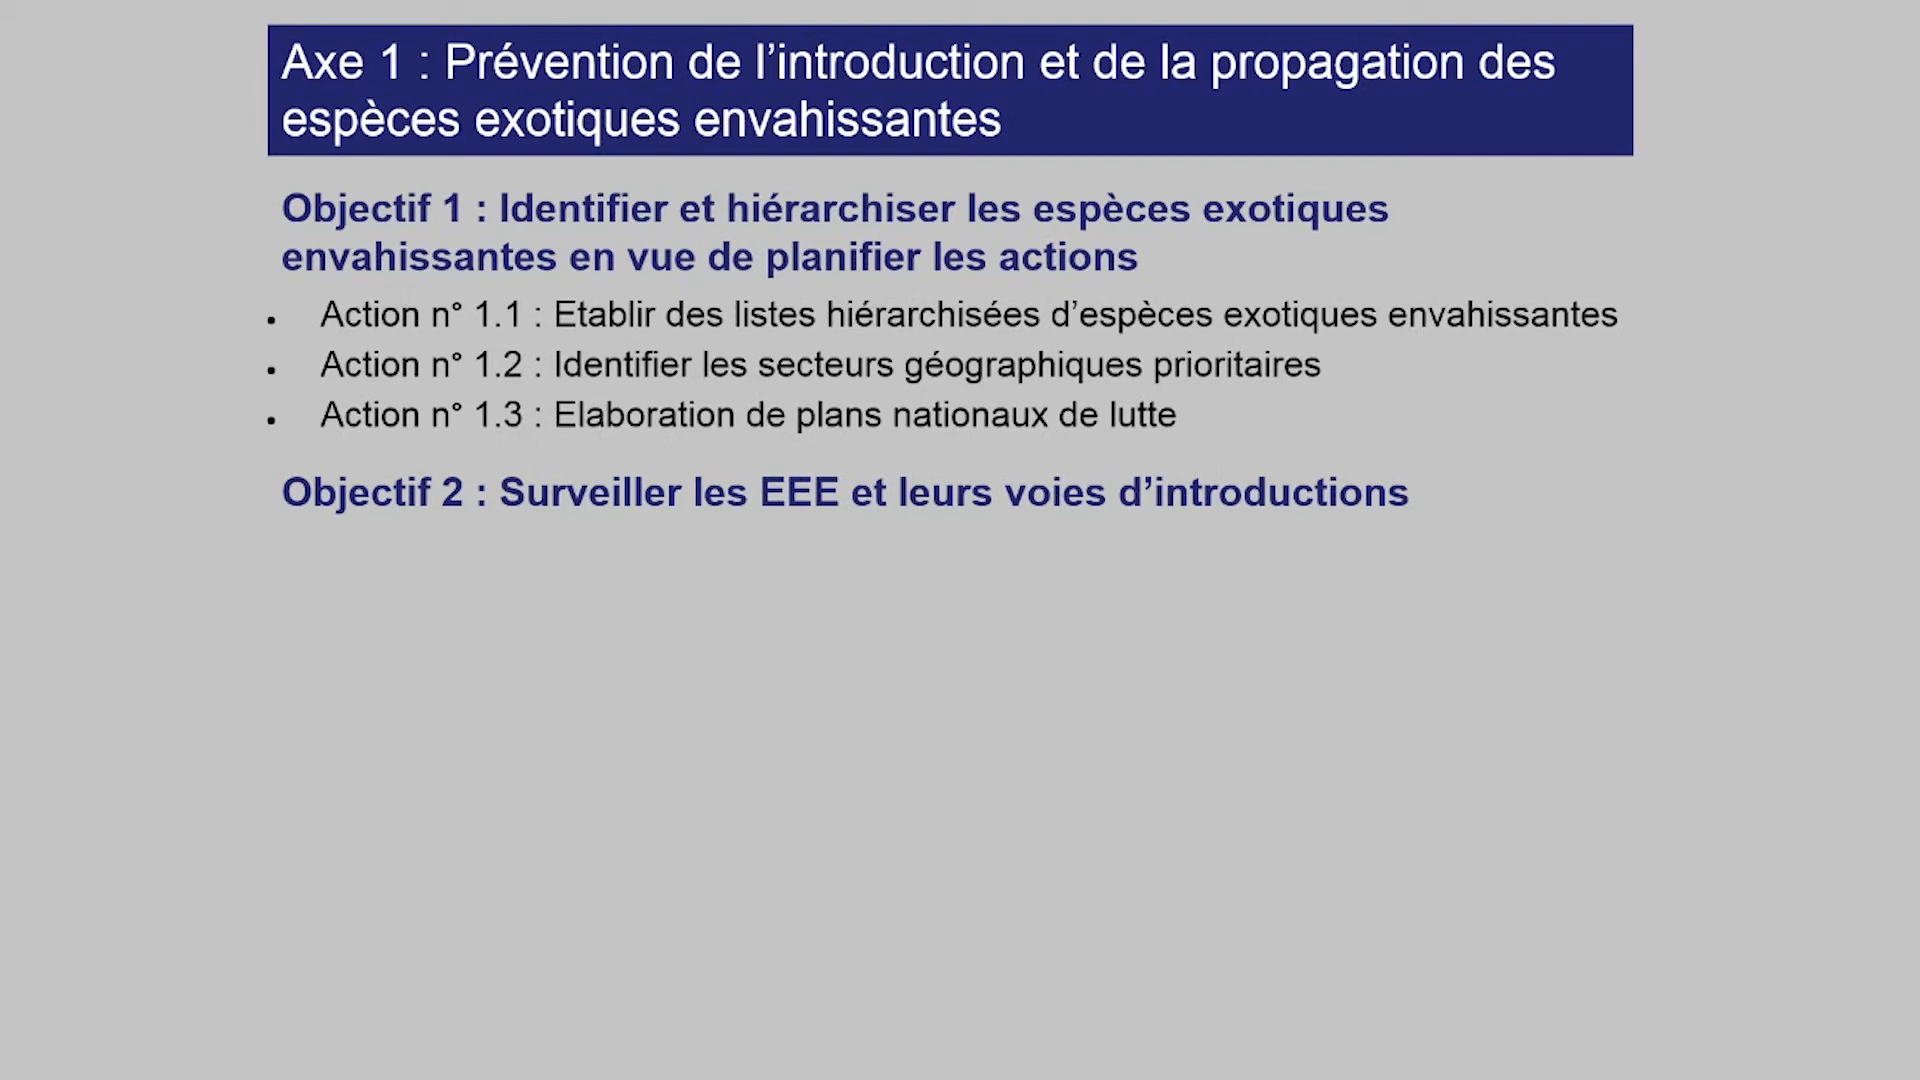 Axe 1 : Prévention de l’introduction et de la propagation des
espèces exotiques envahissantes
Objectif 1 : Identifier et hiérarchiser les espèces exotiques
envahissantes en vue de planifier les actions
• Action n° 1.1 : Etablir des listes hiérarchisées d’espèces exotiques envahissantes
• Action n° 1.2 : Identifier les secteurs géographiques prioritaires
• Action n° 1.3 : Elaboration de plans nationaux de lutte
Objectif 2 : Surveiller les EEE et leurs voies d’introductions